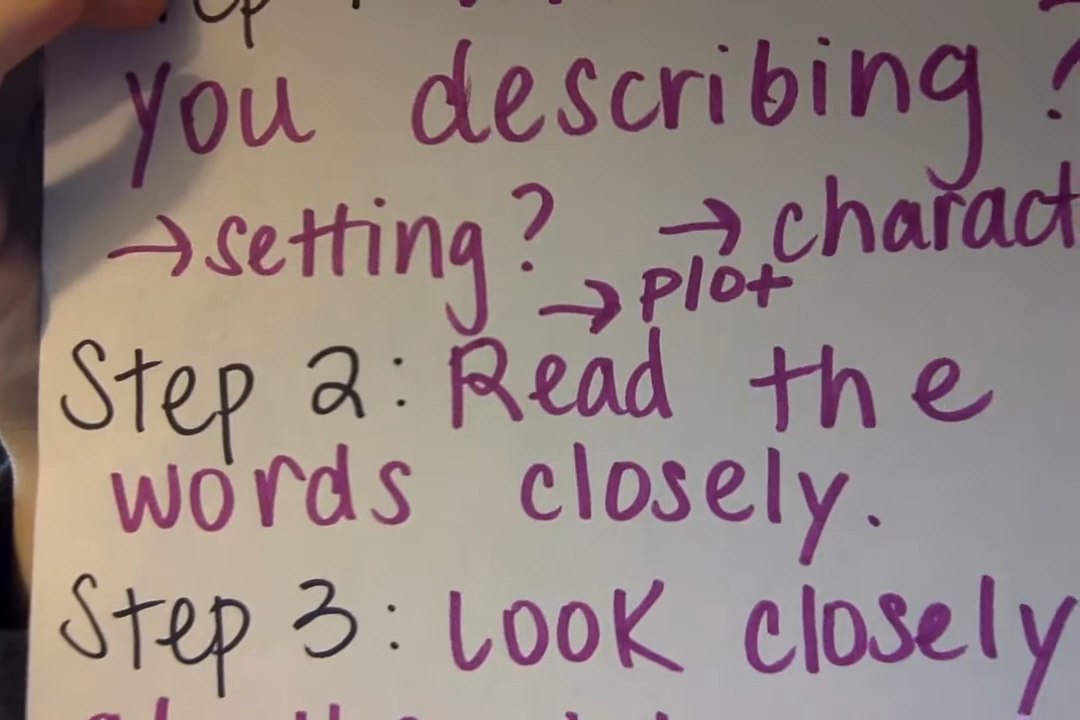 you describing?
→setting? →charact
→plot
Step 2: Read the
words closely.
Step 3: Look closely